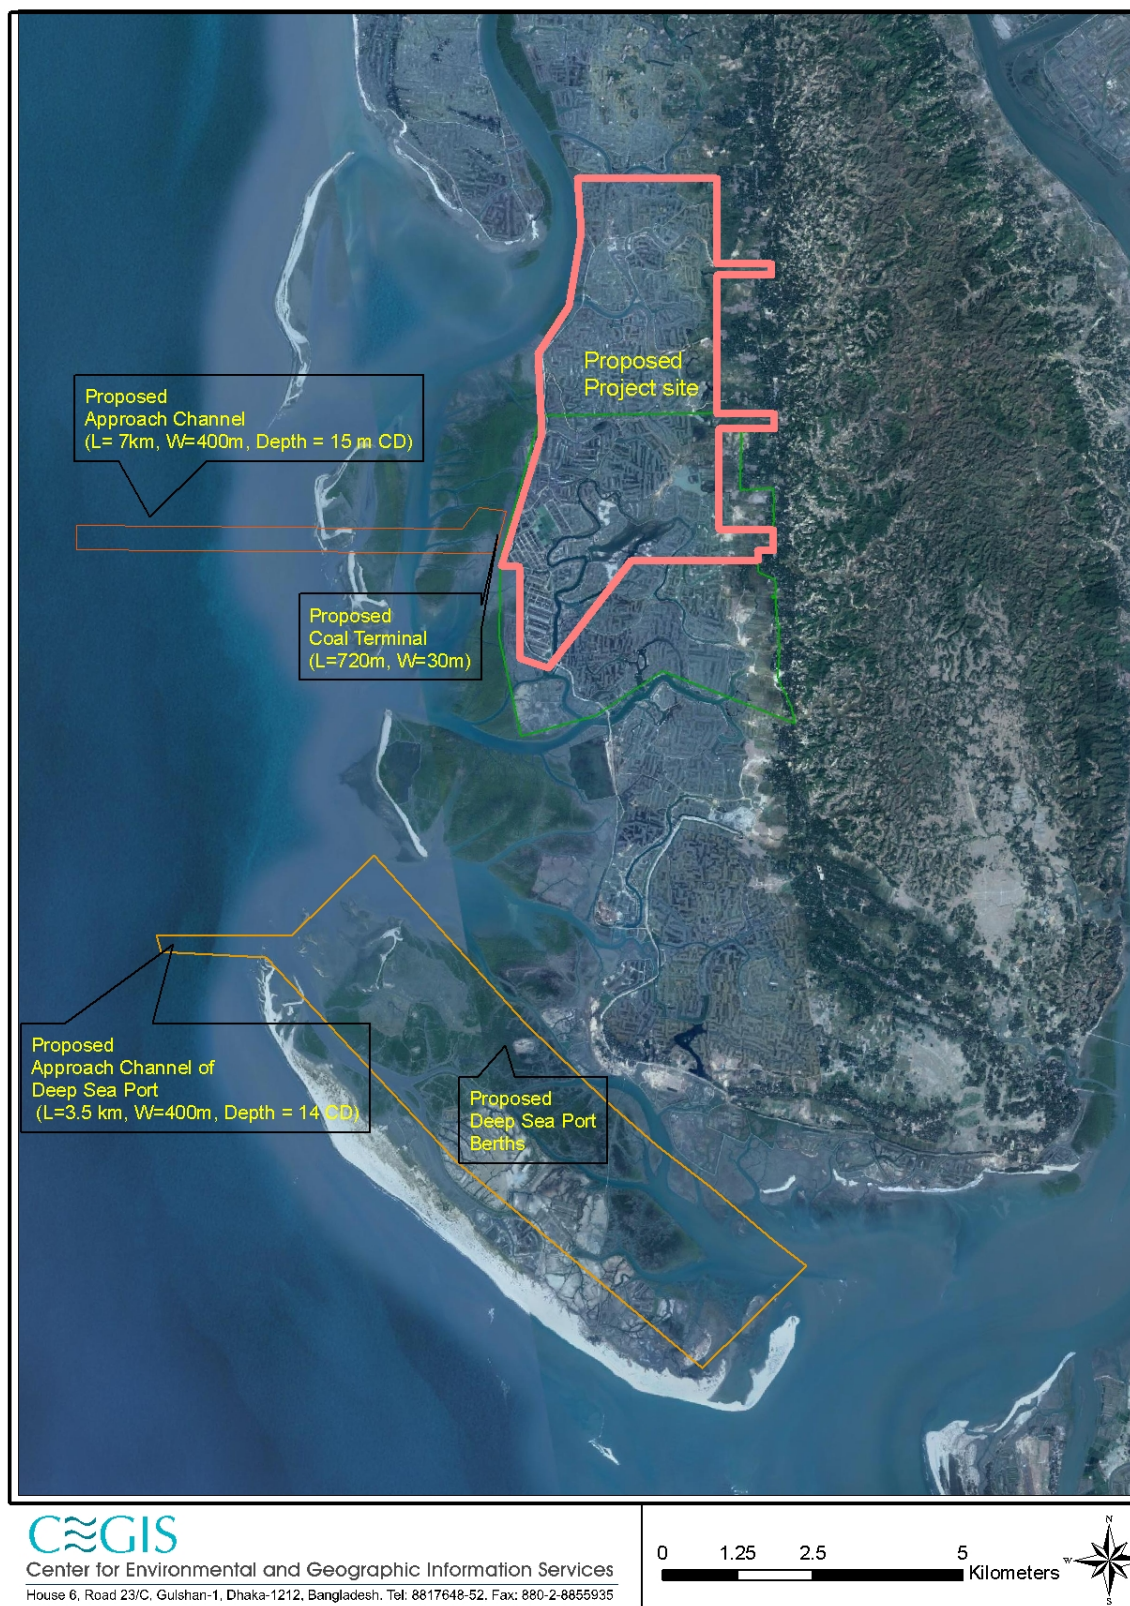 Proposed
Project site
Proposed
Approach Channel
(L= 7km, W=400m, Depth = 15 m CD)
Proposed
Coal Terminal
(L=720m, W=30m)
Proposed
Approach Channel of
Deep Sea Port
(L=3.5 km, W=400m, Depth = 14 CD)
Proposed
Deep Sea Port
Berths
CEGIS
Center for Environmental and Geographic Information Services
House 6, Road 23/C, Gulshan-1, Dhaka-1212, Bangladesh. Tel: 8817648-52. Fax: 880-2-8855935
0 1.25 2.5 5
Kilometers
N
W E
S